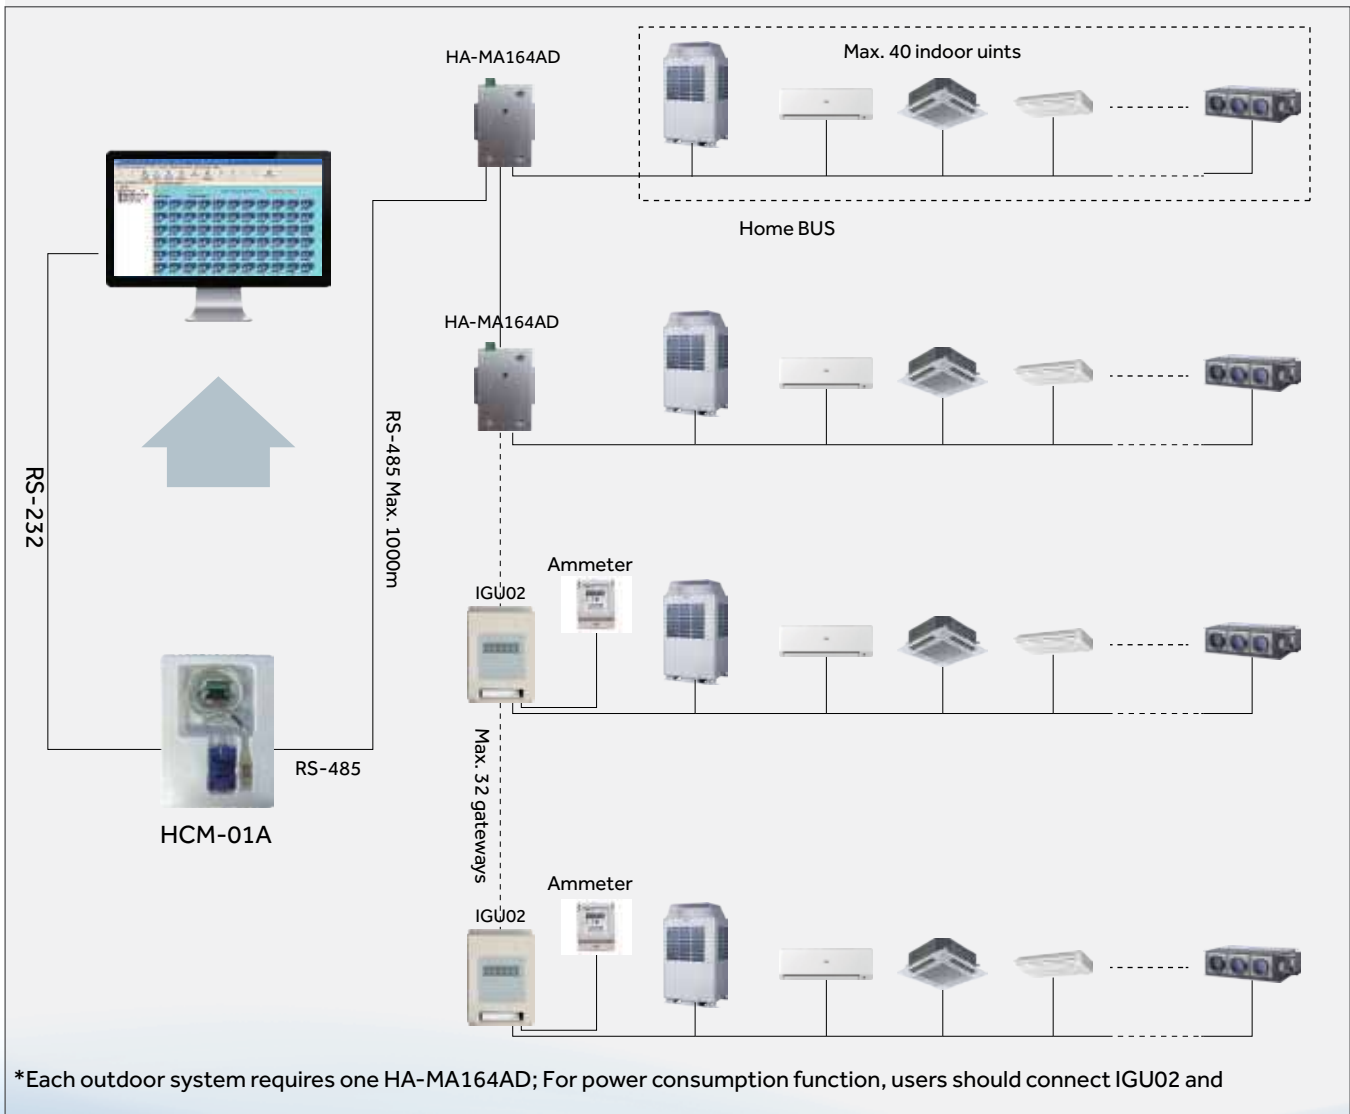 HA-MA164AD
Max. 40 indoor uints
Home BUS
HA-MA164AD
RS-232
RS-485 Max. 1000m
Ammeter
IGU02
RS-485
HCM-01A
Max. 32 gateways
Ammeter
IGU02
*Each outdoor system requires one HA-MA164AD; For power consumption function, users should connect IGU02 and